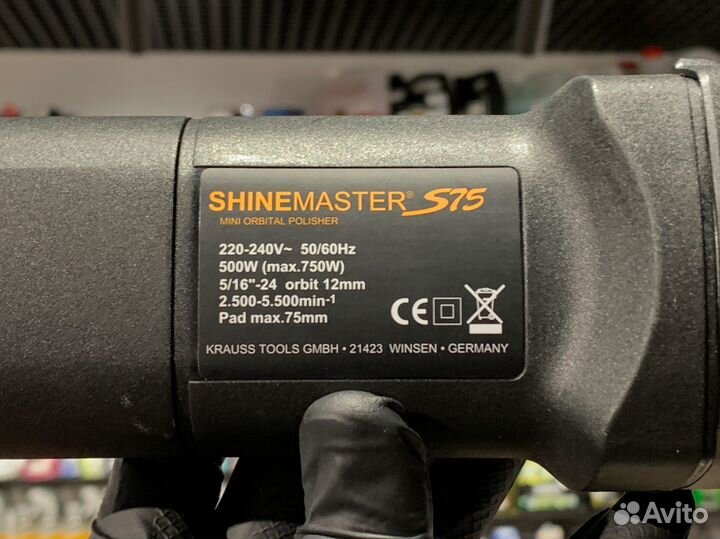 SHINEMASTER® S75
MINI ORBITAL POLISHER
220-240V~ 50/60Hz
500W (max.750W)
5/16"-24 orbit 12mm
2.500-5.500min-1
Pad max.75mm
CE
KRAUSS TOOLS GMBH • 21423 WINSEN • GERMANY
Avito